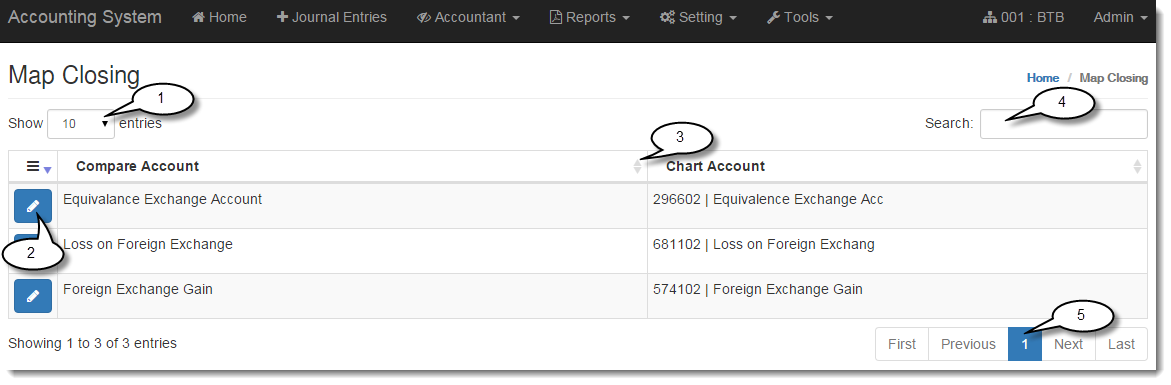 Accounting System Home Journal Entries Accountant Reports Setting Tools 001 : BTB Admin
Map Closing
Home / Map Closing
1
4
Show 10 entries
Search:
3
Compare Account Chart Account
Equivalance Exchange Account 296602 | Equivalence Exchange Acc
2
Loss on Foreign Exchange 681102 | Loss on Foreign Exchang
Foreign Exchange Gain 574102 | Foreign Exchange Gain
5
Showing 1 to 3 of 3 entries
First Previous 1 Next Last